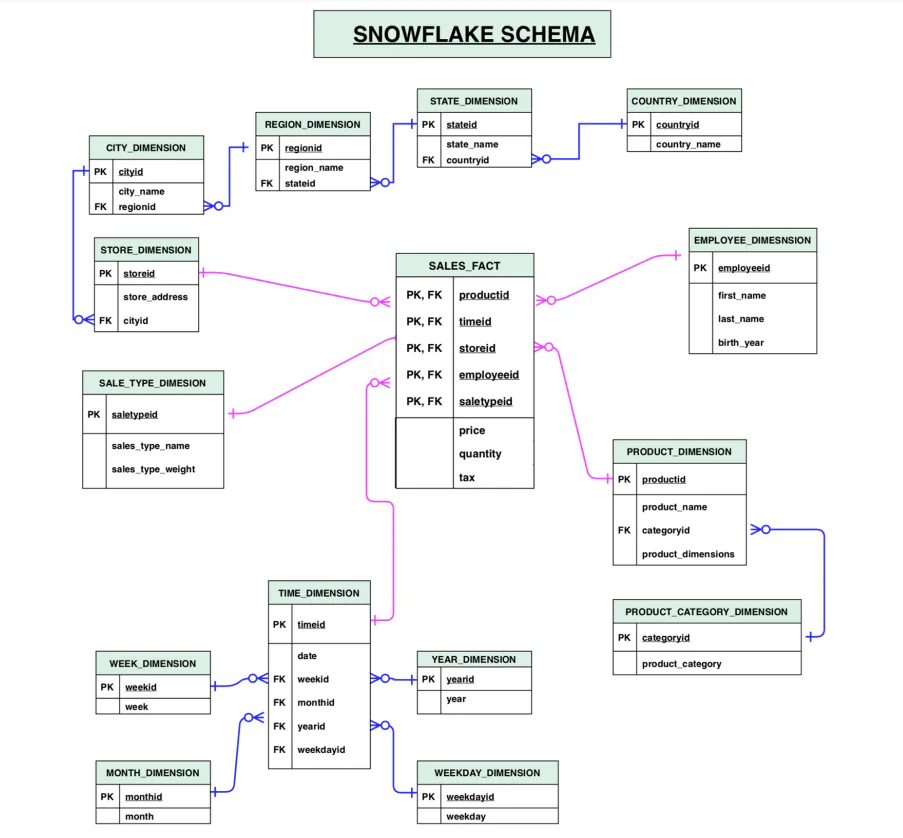 SNOWFLAKE SCHEMA
CITY_DIMENSION
PK cityid
city_name
FK regionid
REGION_DIMENSION
PK regionid
region_name
FK stateid
STATE_DIMENSION
PK stateid
state_name
FK countryid
COUNTRY_DIMENSION
PK countryid
country_name
STORE_DIMENSION
PK storeid
store_address
FK cityid
SALES_FACT
PK, FK productid
PK, FK timeid
PK, FK storeid
PK, FK employeeid
PK, FK saletypeid
price
quantity
tax
EMPLOYEE_DIMESNSION
PK employeeid
first_name
last_name
birth_year
SALE_TYPE_DIMESION
PK saletypeid
sales_type_name
sales_type_weight
PRODUCT_DIMENSION
PK productid
product_name
FK categoryid
product_dimensions
PRODUCT_CATEGORY_DIMENSION
PK categoryid
product_category
TIME_DIMENSION
PK timeid
date
FK weekid
FK monthid
FK yearid
FK weekdayid
WEEK_DIMENSION
PK weekid
week
YEAR_DIMENSION
PK yearid
year
MONTH_DIMENSION
PK monthid
month
WEEKDAY_DIMENSION
PK weekdayid
weekday